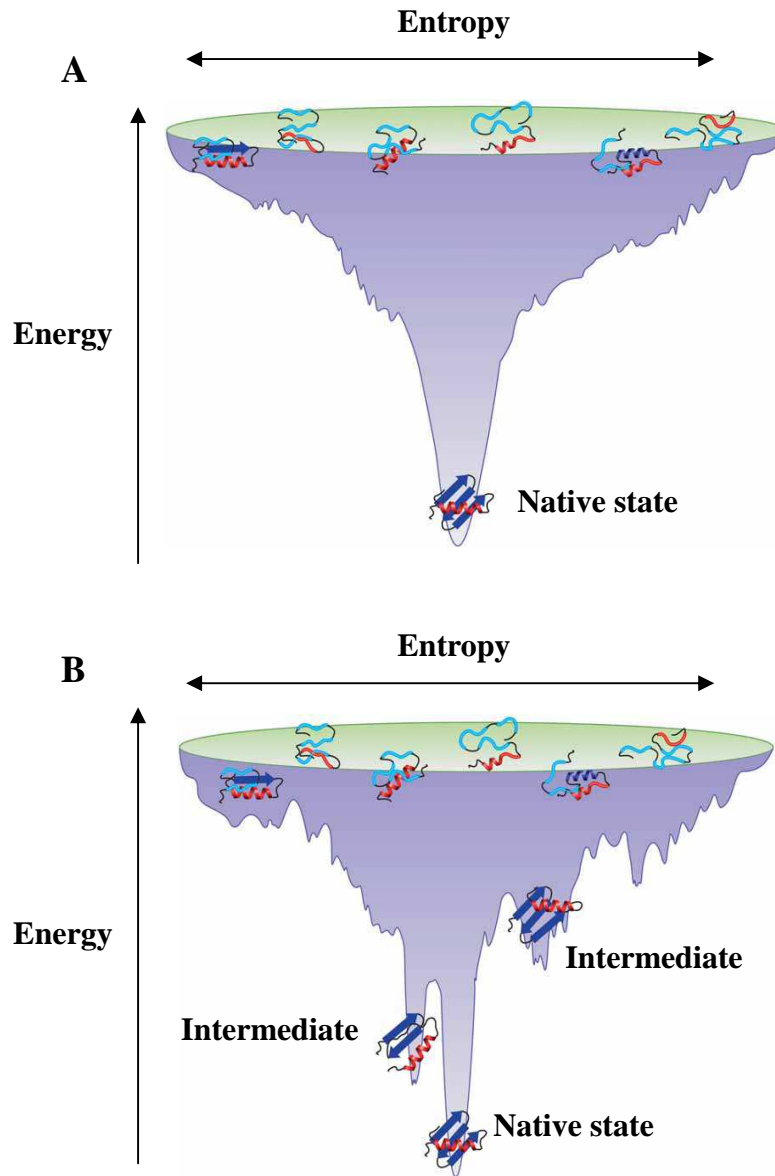 Entropy
A
Energy
Native state
Entropy
B
Energy
Intermediate
Intermediate
Native state